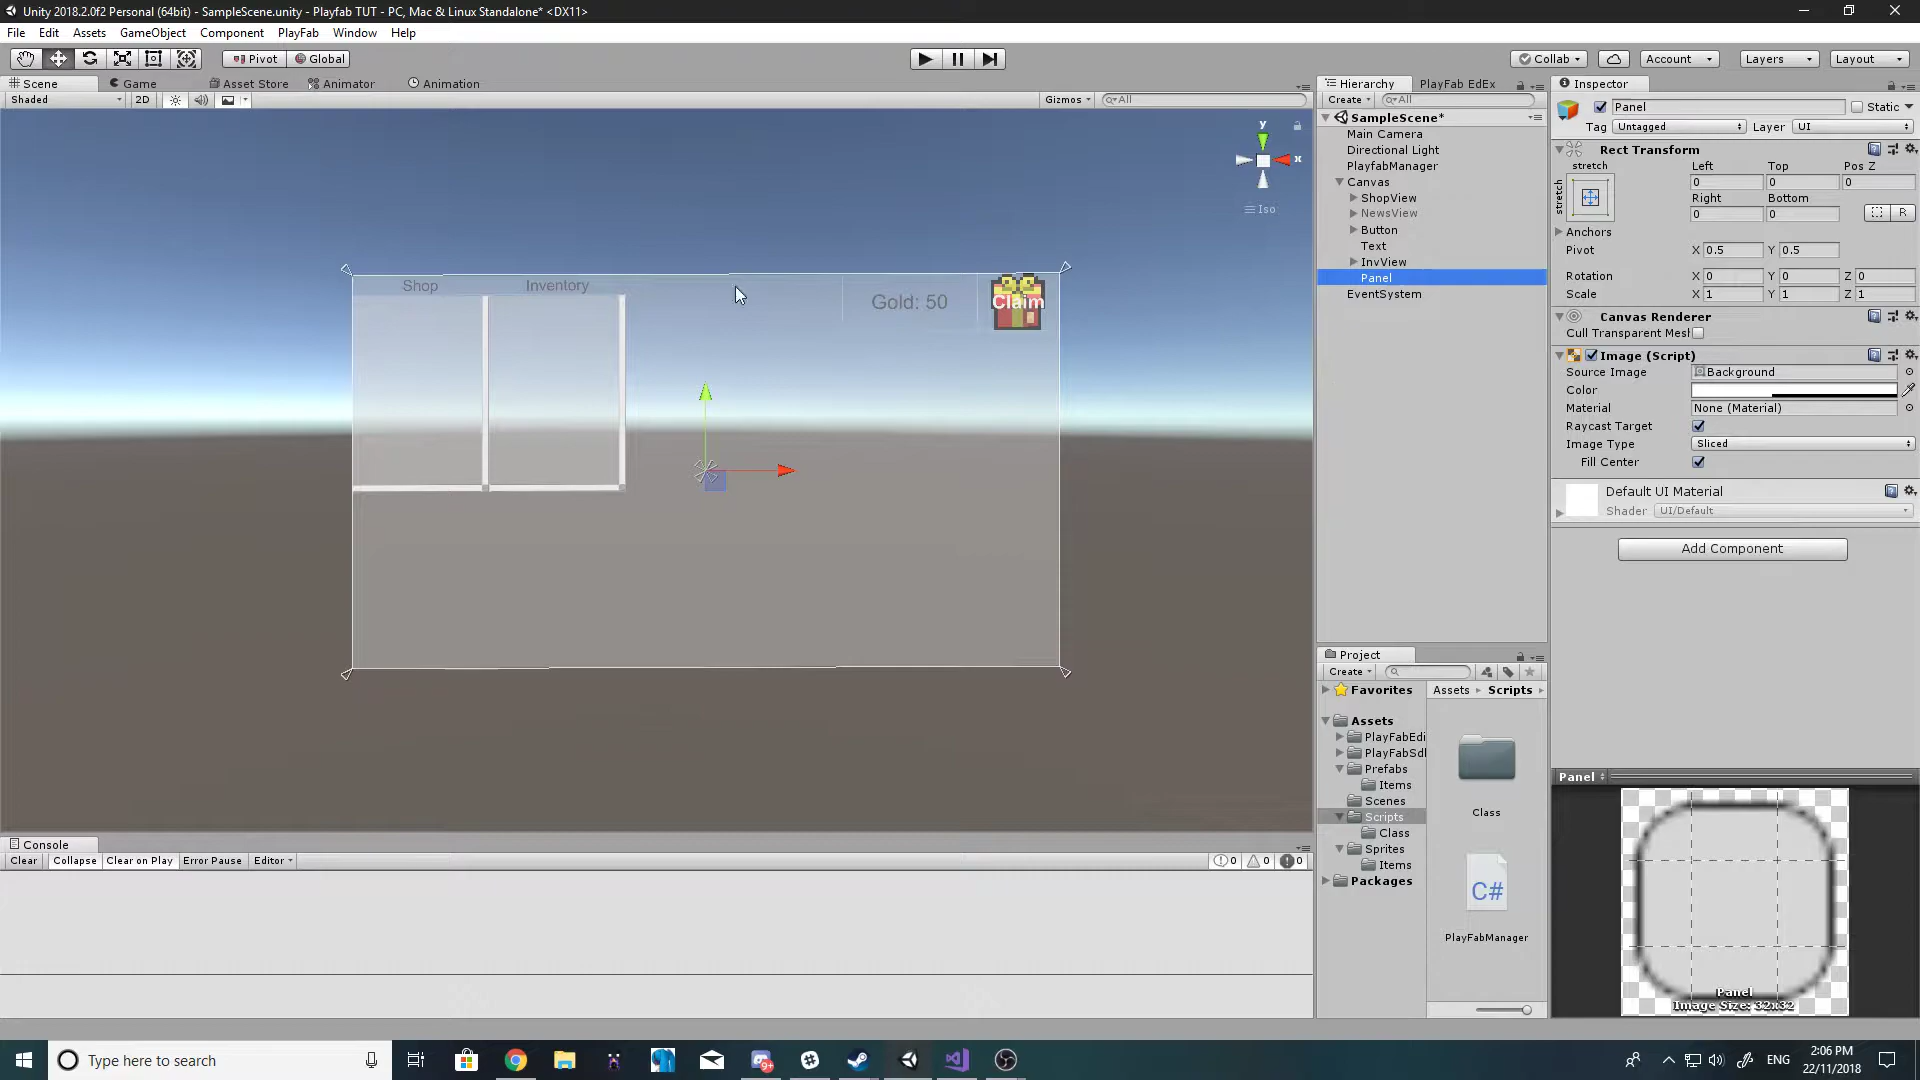 Unity 2018.2.0f2 Personal (64bit) - SampleScene.unity - Playfab TUT - PC, Mac & Linux Standalone* <DX11>
File Edit Assets GameObject Component PlayFab Window Help
Pivot Global Collab Account Layers Layout
Scene Game Asset Store Animator Animation
Shaded 2D Gizmos All
y
x
Iso
Shop Inventory
Gold: 50
Claim
Hierarchy PlayFab EdEx
Create All
SampleScene*
Main Camera
Directional Light
PlayfabManager
Canvas
ShopView
NewsView
Button
Text
InvView
Panel
EventSystem
Inspector
Panel Static
Tag Untagged Layer UI
Rect Transform
stretch Left Top Pos Z
stretch 0 0 0
Right Bottom
0 0 R
Anchors
Pivot X 0.5 Y 0.5
Rotation X 0 Y 0 Z 0
Scale X 1 Y 1 Z 1
Canvas Renderer
Cull Transparent Mesh
Image (Script)
Source Image Background
Color
Material None (Material)
Raycast Target
Image Type Sliced
Fill Center
Default UI Material
Shader UI/Default
Add Component
Project
Create
Favorites
Assets
PlayFabEdi
PlayFabSdl
Prefabs
Items
Scenes
Scripts
Class
Sprites
Items
Packages
Assets Scripts
Class
C#
PlayFabManager
Panel
Panel
Image Size: 32x32
Console
Clear Collapse Clear on Play Error Pause Editor 0 0 0
Type here to search
9+
ENG
2:06 PM
22/11/2018